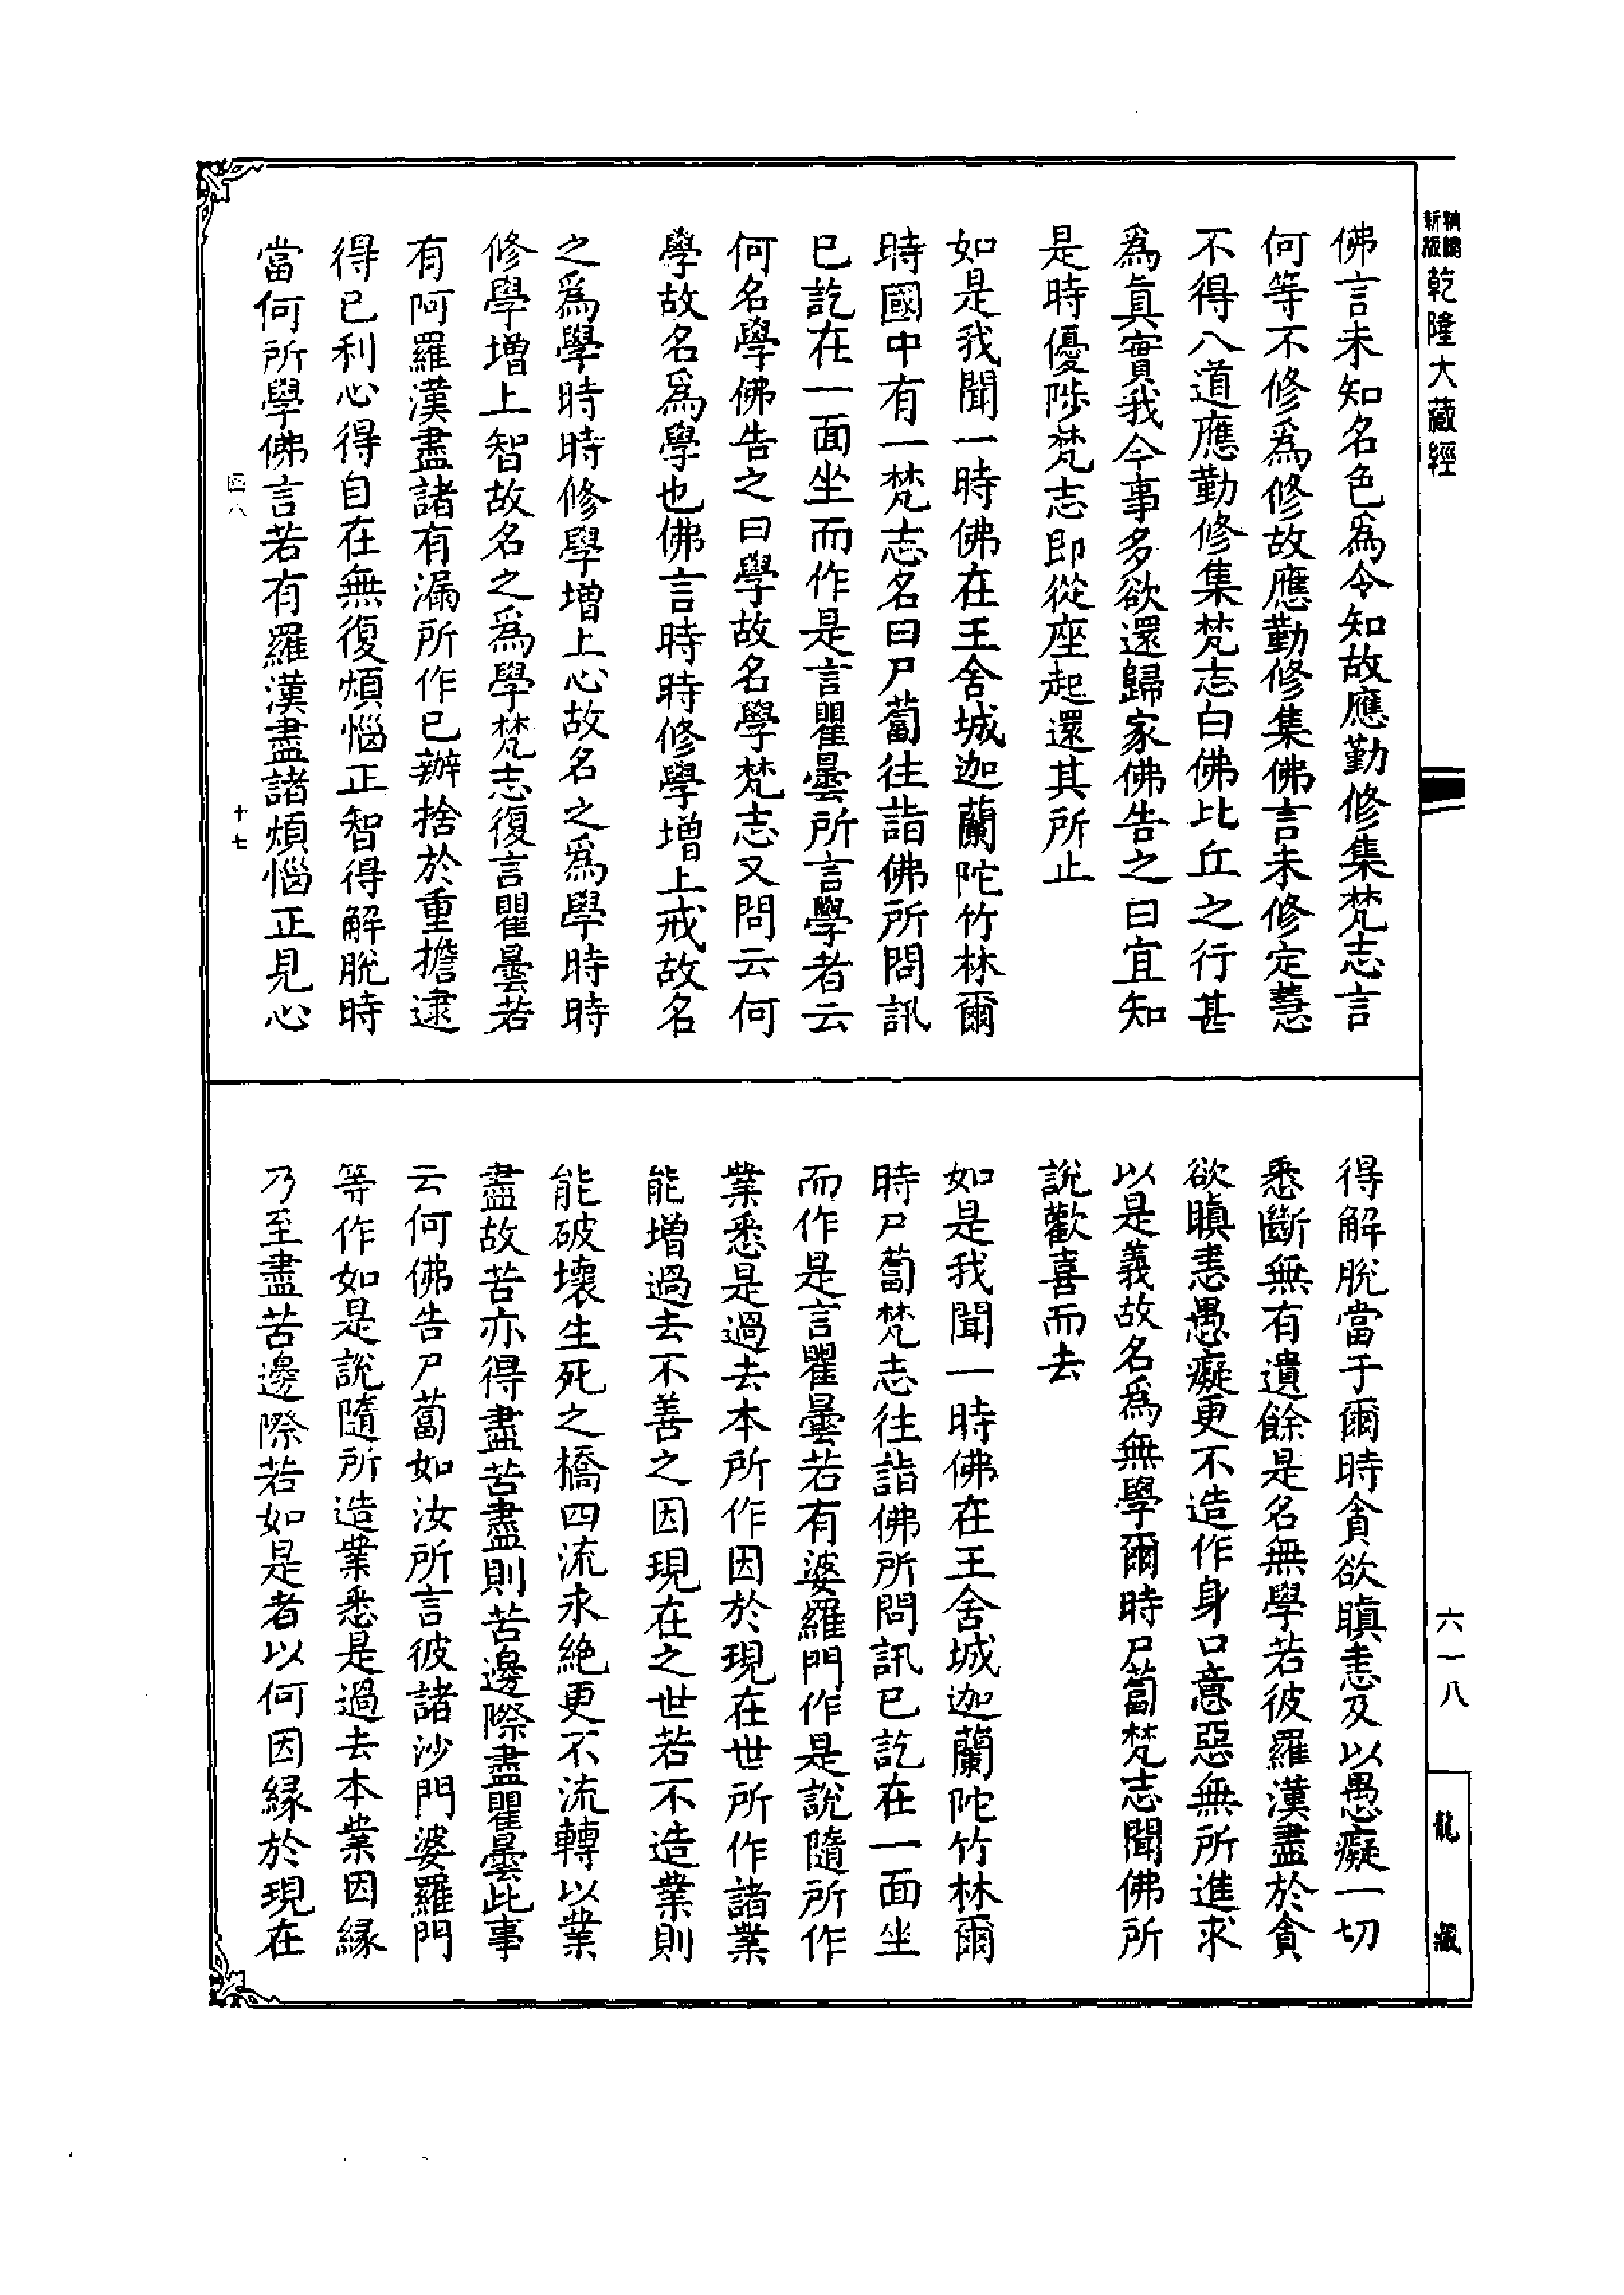 乾隆大藏經
佛言未知名色爲令知故應勤修集梵志言
何等不修爲修故應勤修集佛言未修定慧
不得八道應勤修集梵志白佛比丘之行甚
爲眞實我今事多欲還歸家佛告之曰宜知
是時優陟梵志即從座起還其所止
如是我聞一時佛在王舍城迦蘭陀竹林爾
時國中有一梵志名曰尸蔔往詣佛所問訊
已訖在一面坐而作是言瞿曇所言學者云
何名學佛告之曰學故名學梵志又問云何
學故名爲學也佛言時時修學增上戒故名
之爲學時時修學增上心故名之爲學時時
修學增上智故名之爲學梵志復言瞿曇若
有阿羅漢盡諸有漏所作已辦捨於重擔逮
得已利心得自在無復煩惱正智得解脫時
當何所學佛言若有羅漢盡諸煩惱正見心
十七
得解脫當于爾時貪欲瞋恚及以愚癡一切
悉斷無有遺餘是名無學若彼羅漢盡於貪
欲瞋恚愚癡更不造作身口意惡無所進求
以是義故名爲無學爾時尸蔔梵志聞佛所
說歡喜而去
如是我聞一時佛在王舍城迦蘭陀竹林爾
時尸蔔梵志往詣佛所問訊已訖在一面坐
而作是言瞿曇若有婆羅門作是說隨所作
業悉是過去本所作因於現在世所作諸業
能增過去不善之因現在之世若不造業則
能破壞生死之橋四流永絶更不流轉以業
盡故苦亦得盡苦盡則苦邊際盡瞿曇此事
云何佛告尸蔔如汝所言彼諸沙門婆羅門
等作如是說隨所造業悉是過去本業因緣
乃至盡苦邊際若如是者以何因緣於現在
六一八
龍藏